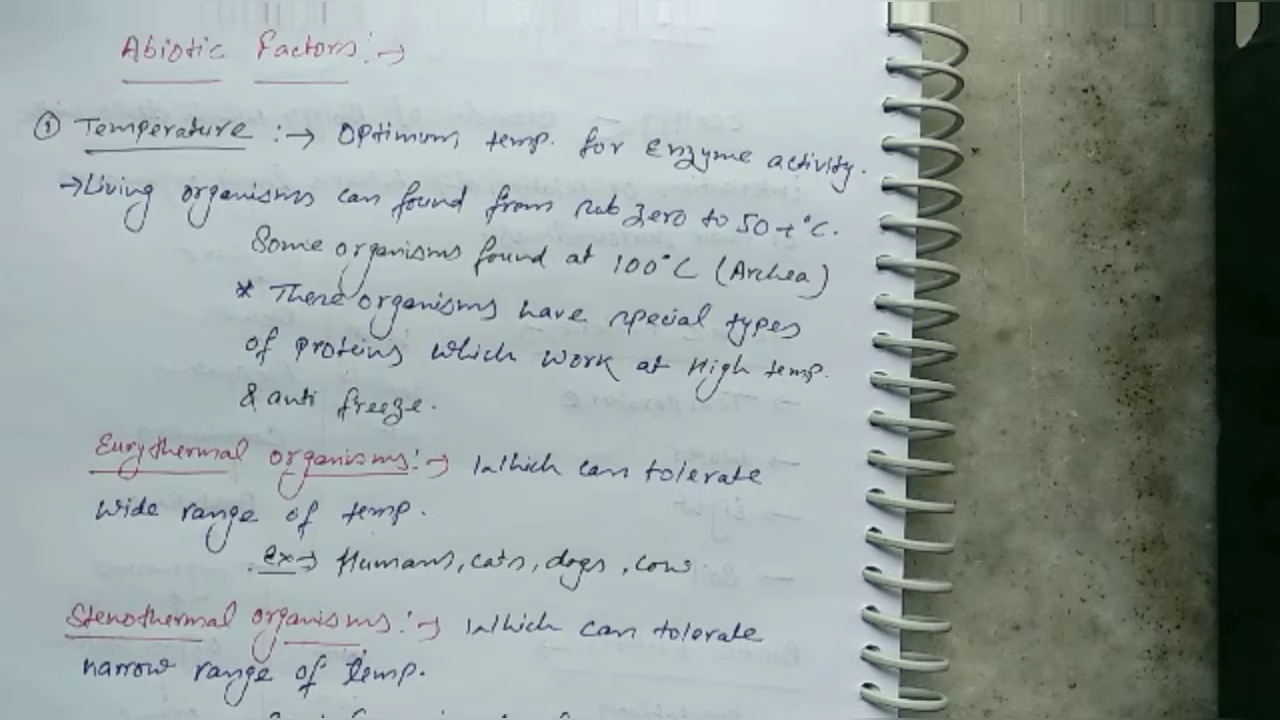 Abiotic Factors :→
① Temperature :→ Optimum temp. for enzyme activity.
→ Living organisms can found from sub zero to 50+°C.
Some organisms found at 100°C (Archea)
* These organisms have special types
of proteins which work at High temp.
& anti freeze.
Eurythermal organisms :→ Which can tolerate
wide range of temp.
ex→ Humans, cats, dogs, cow
Stenothermal organisms :→ Which can tolerate
narrow range of temp.